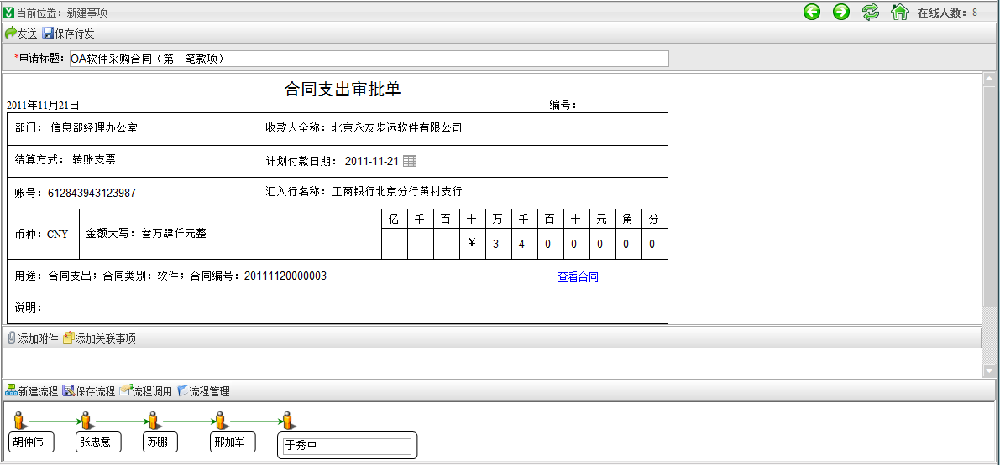 当前位置：新建事项 在线人数：8
发送 保存待发
*申请标题：OA软件采购合同（第一笔款项）
合同支出审批单
2011年11月21日 编号：
部门： 信息部经理办公室 收款人全称：北京永友步远软件有限公司
结算方式： 转账支票 计划付款日期： 2011-11-21
账号：612843943123987 汇入行名称：工商银行北京分行黄村支行
币种：CNY 金额大写：叁万肆仟元整 亿 千 百 十 万 千 百 十 元 角 分
¥ 3 4 0 0 0 0 0
用途：合同支出；合同类别：软件；合同编号：20111120000003 查看合同
说明：
添加附件 添加关联事项
新建流程 保存流程 流程调用 流程管理
胡仲伟 张忠意 苏鹏 邢加军 于秀中